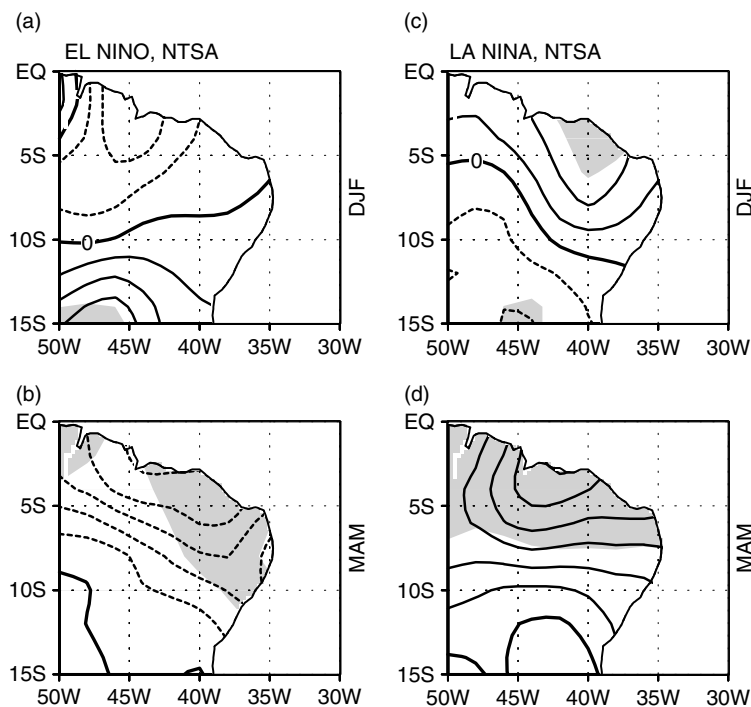 (a)
EL NINO, NTSA
EQ
5S
0
10S
15S
50W 45W 40W 35W 30W
DJF
(c)
LA NINA, NTSA
EQ
5S
0
10S
15S
50W 45W 40W 35W 30W
DJF
(b)
EQ
5S
10S
15S
50W 45W 40W 35W 30W
MAM
(d)
EQ
5S
10S
15S
50W 45W 40W 35W 30W
MAM